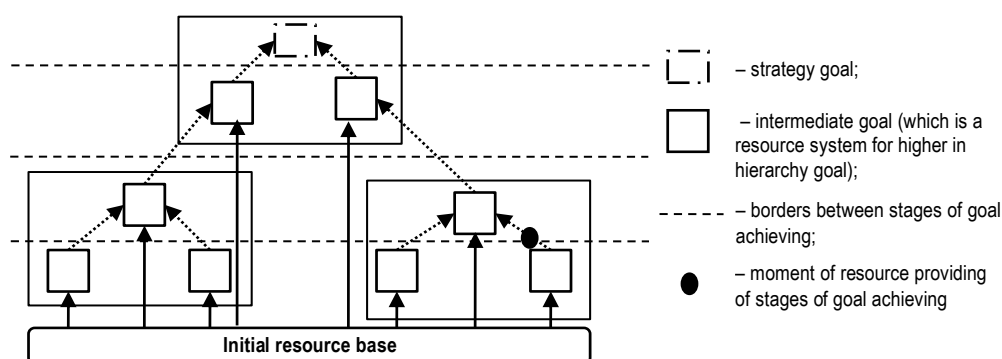 – strategy goal;
– intermediate goal (which is a
resource system for higher in
hierarchy goal);
– borders between stages of goal
achieving;
– moment of resource providing
of stages of goal achieving
Initial resource base